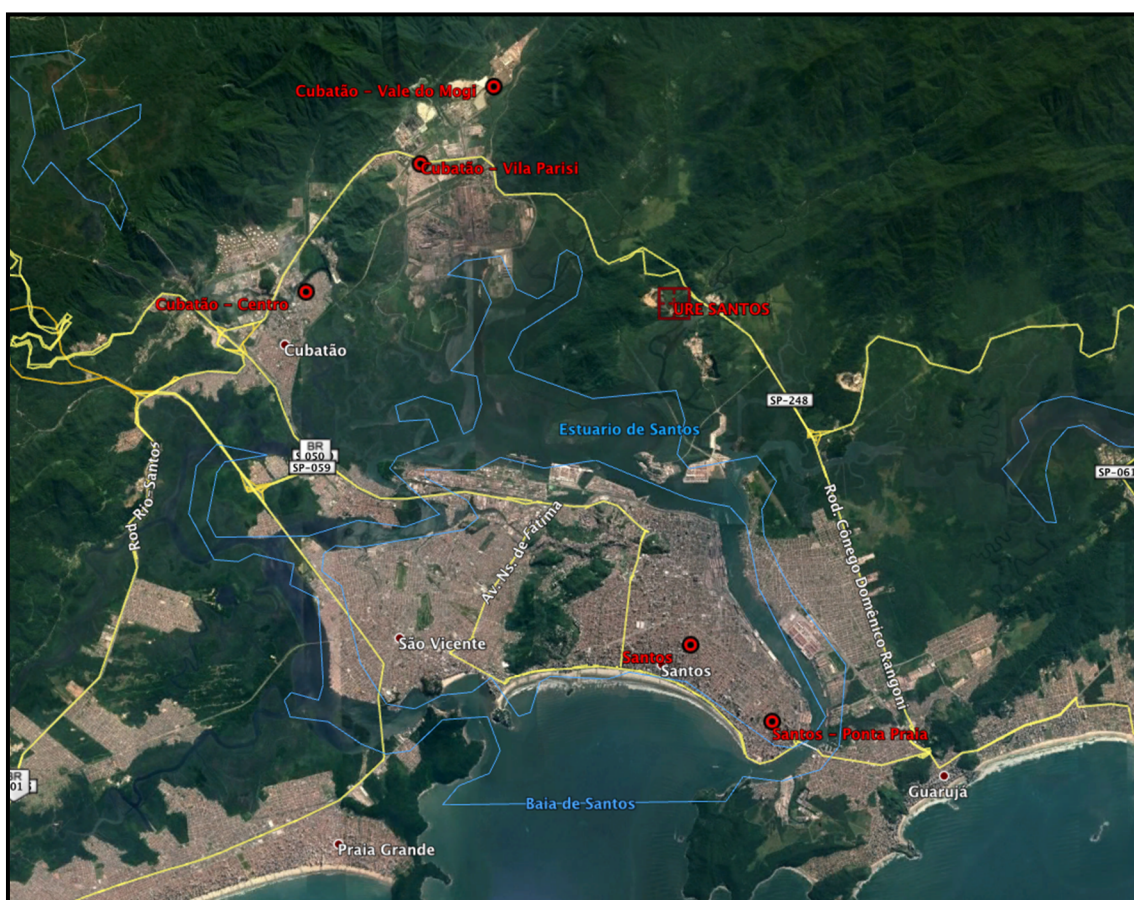 Cubatão - Vale do Mogi
Cubatão - Vila Parisi
Cubatão - Centro
URE SANTOS
Cubatão
SP-248
Estuario de Santos
BR
050
SP-059
SP-061
Rod. Rio-Santos
Av. Ns. de Fatima
Rod. Cônego Domênico Rangoni
São Vicente
Santos
Santos
Santos - Ponta Praia
BR
01
Guarujá
Baia de Santos
Praia Grande